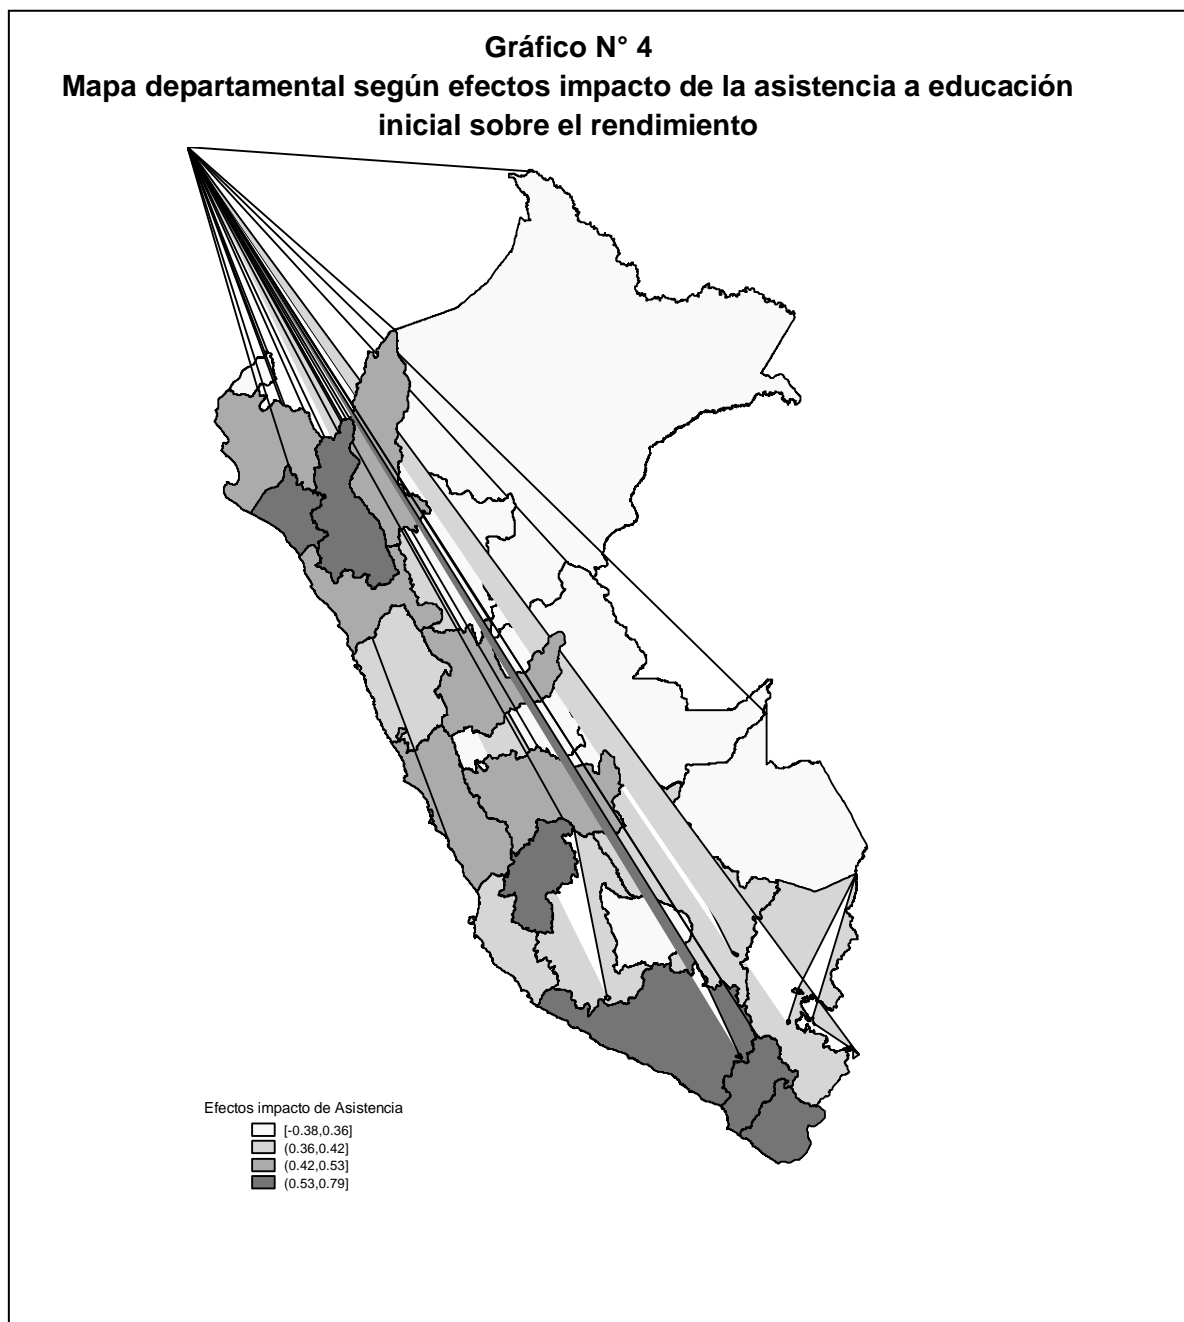 Gráfico N° 4
Mapa departamental según efectos impacto de la asistencia a educación
inicial sobre el rendimiento
Efectos impacto de Asistencia
[-0.38,0.36]
(0.36,0.42]
(0.42,0.53]
(0.53,0.79]